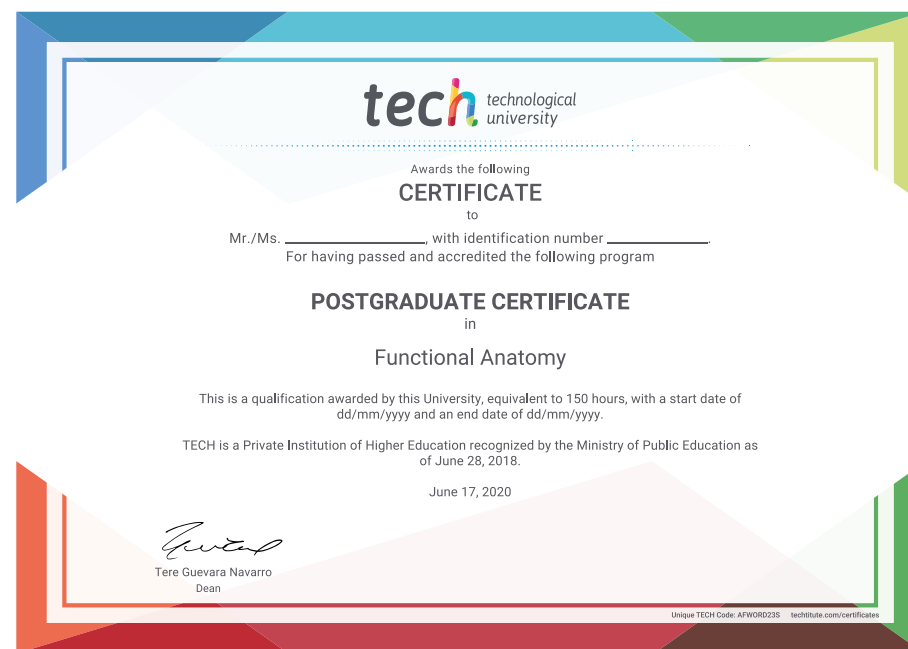 tech technological
university
Awards the following
CERTIFICATE
to
Mr./Ms. ____________________, with identification number ______________.
For having passed and accredited the following program
POSTGRADUATE CERTIFICATE
in
Functional Anatomy
This is a qualification awarded by this University, equivalent to 150 hours, with a start date of
dd/mm/yyyy and an end date of dd/mm/yyyy.
TECH is a Private Institution of Higher Education recognized by the Ministry of Public Education as
of June 28, 2018.
June 17, 2020
Tere Guevara Navarro
Dean
Unique TECH Code: AFWORD23S techtitute.com/certificates